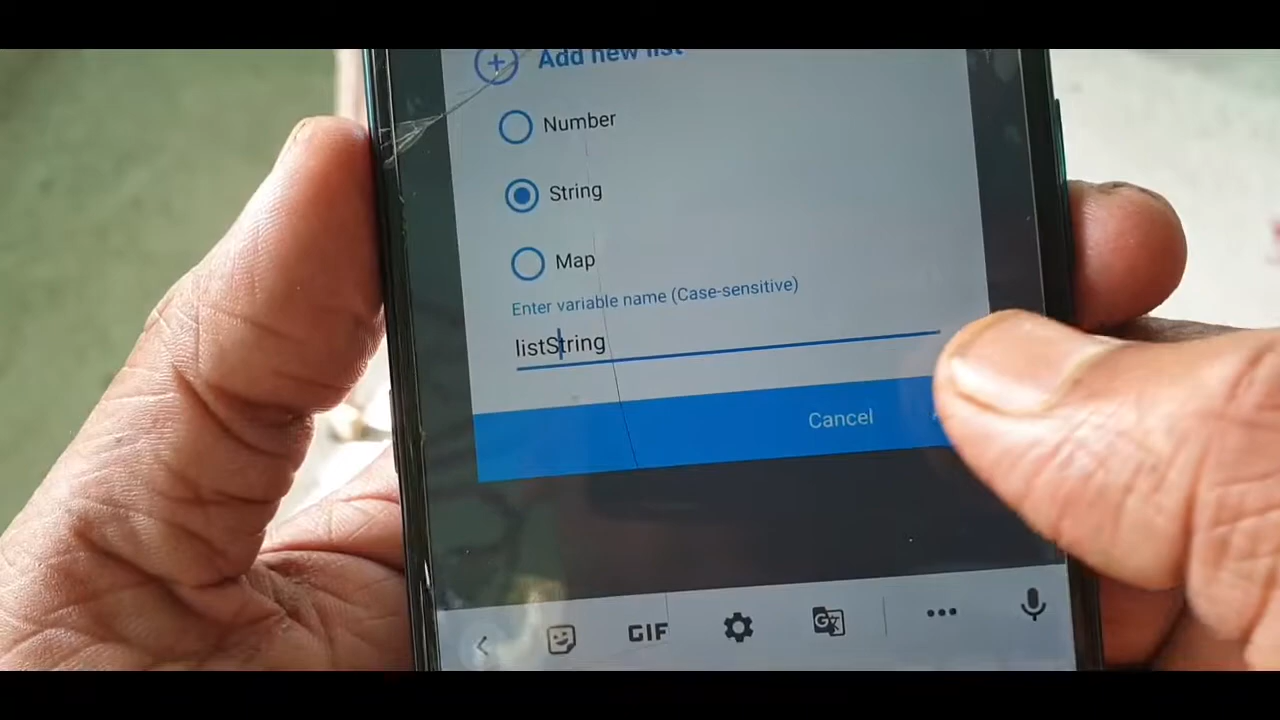 Add new list
Number
String
Map
Enter variable name (Case-sensitive)
listString
Cancel
GIF